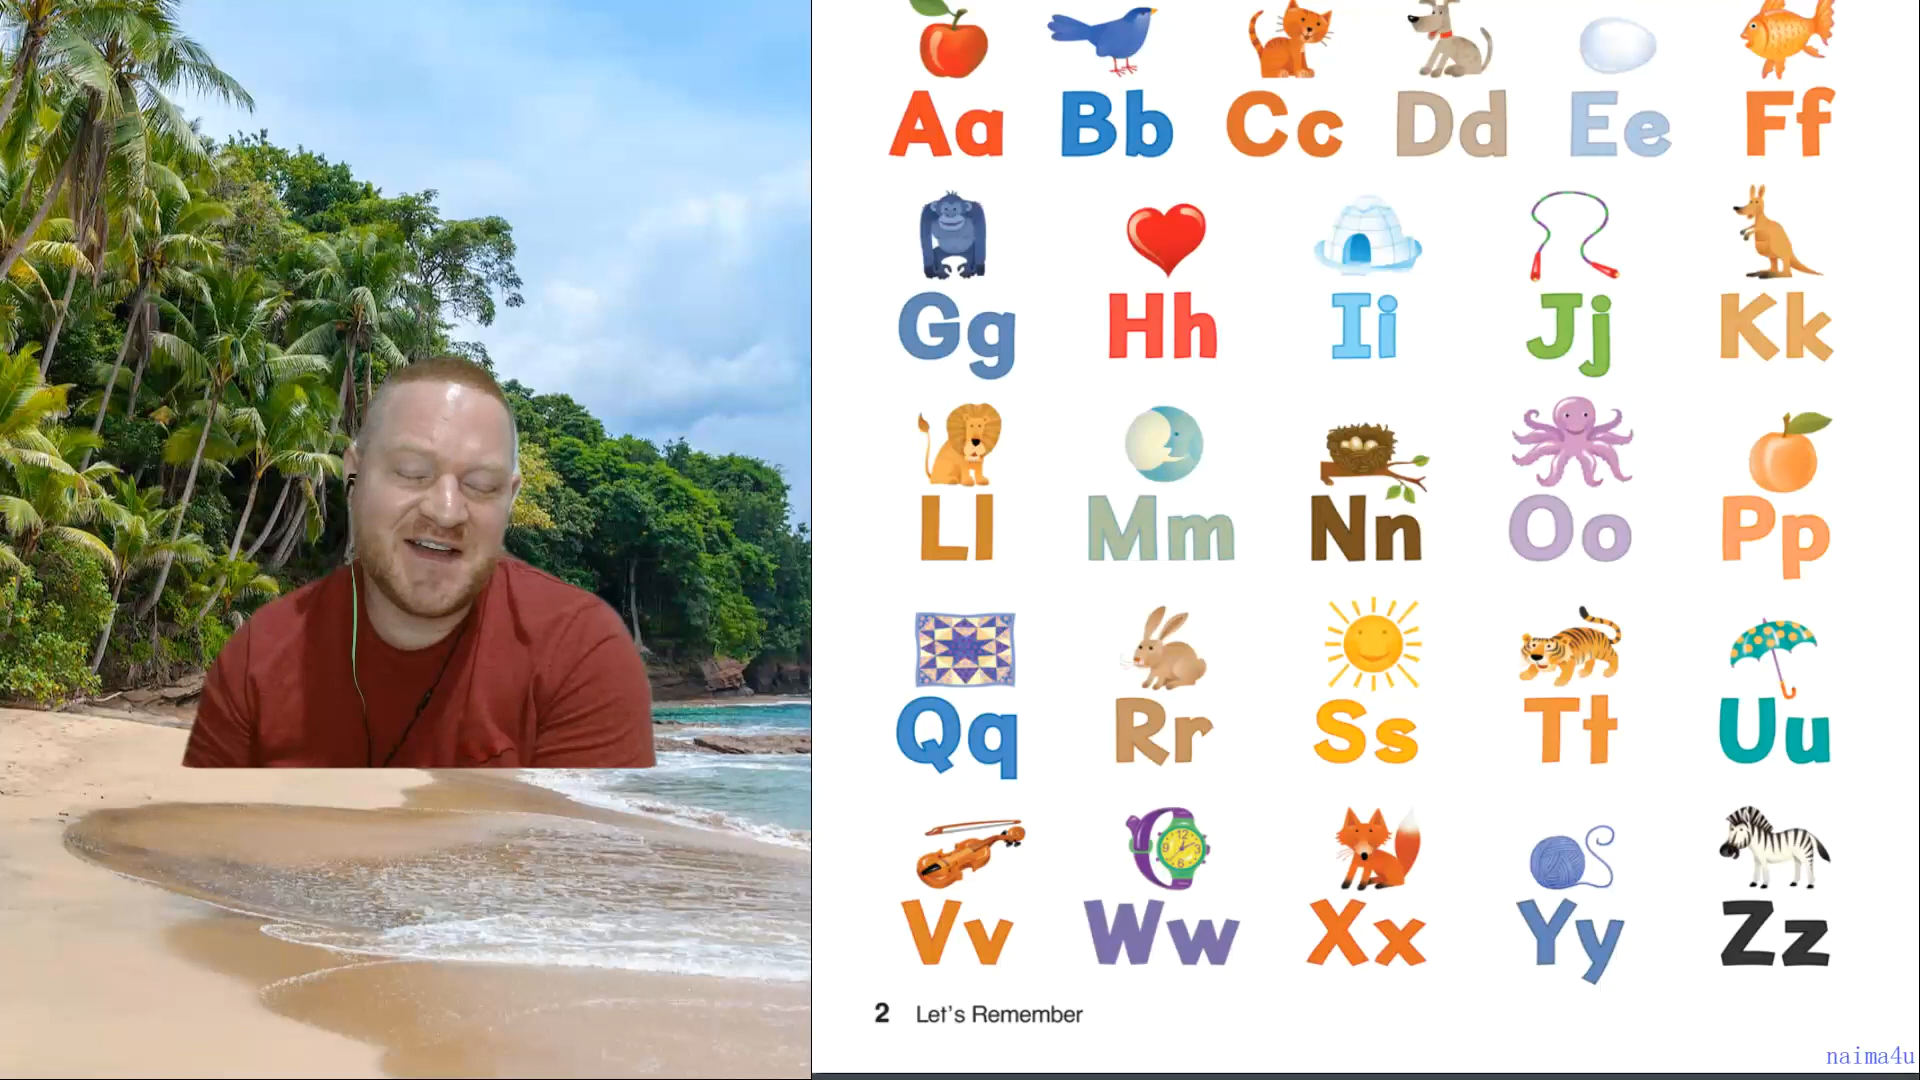 Aa Bb Cc Dd Ee Ff
Gg Hh Ii Jj Kk
Ll Mm Nn Oo Pp
Qq Rr Ss Tt Uu
Vv Ww Xx Yy Zz
2 Let's Remember
naima4u